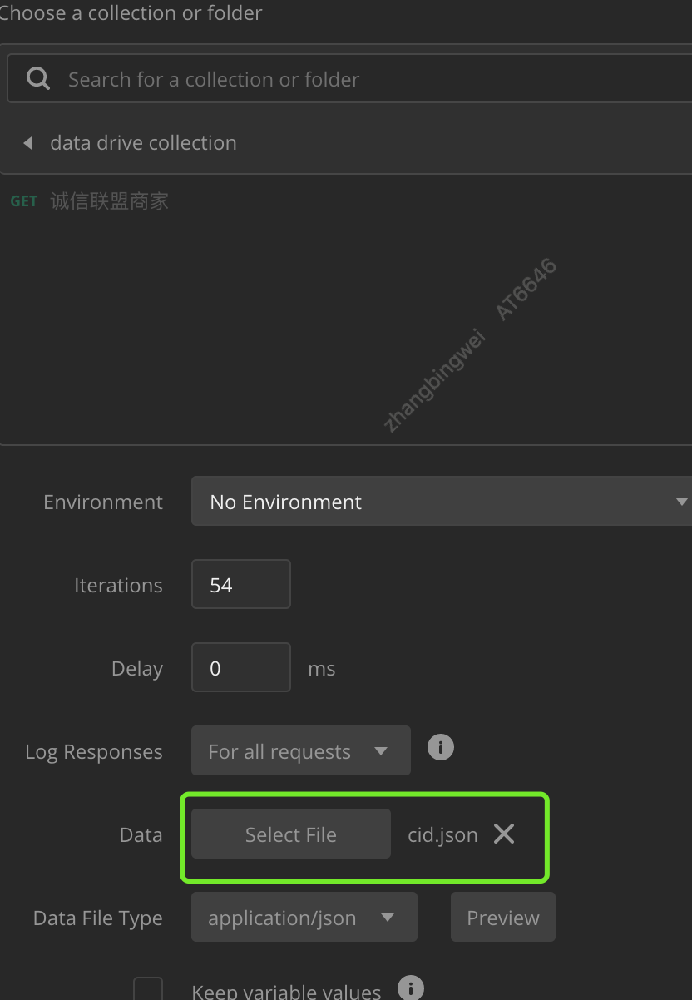 Choose a collection or folder
Search for a collection or folder
data drive collection
GET 诚信联盟商家
zhangbingwei AT6646
Environment No Environment
Iterations 54
Delay 0 ms
Log Responses For all requests
Data Select File cid.json
Data File Type application/json Preview
Keep variable values